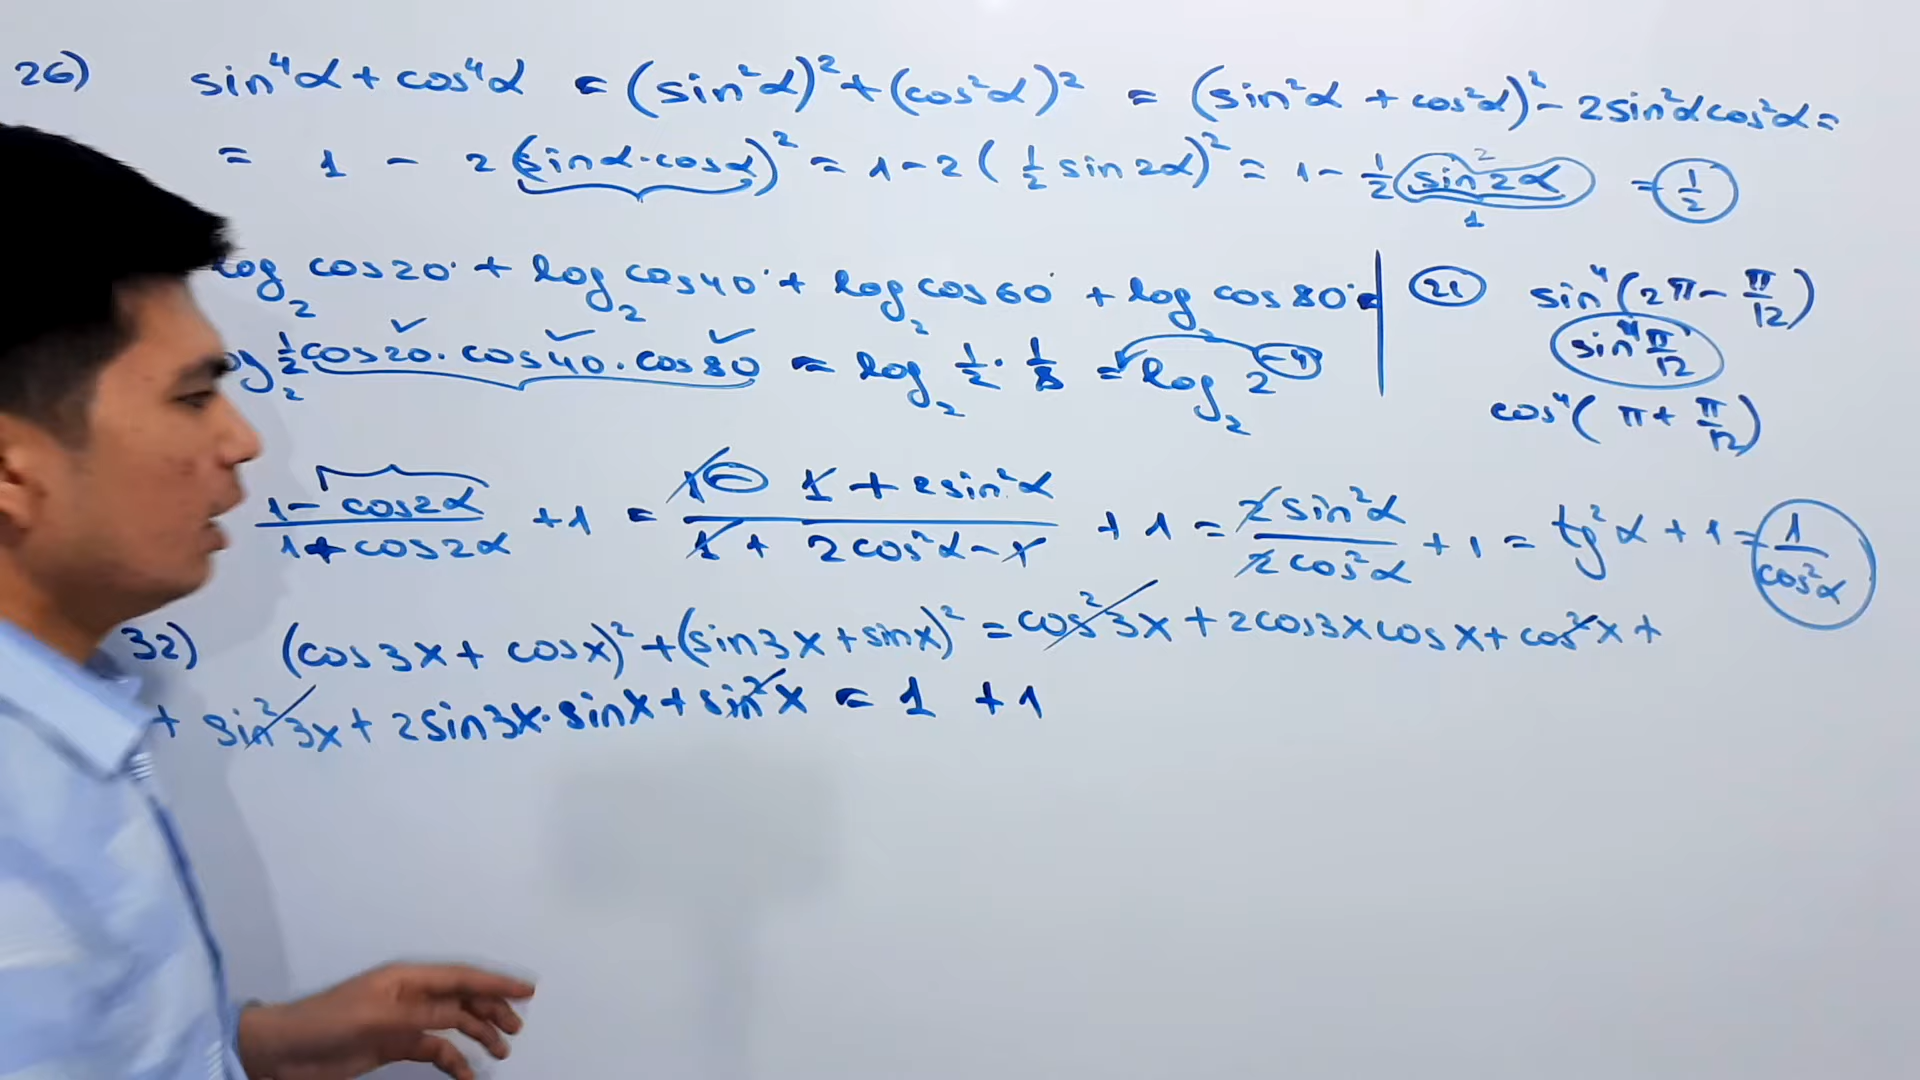 26) sin⁴α + cos⁴α = (sin²α)² + (cos²α)² = (sin²α + cos²α)² - 2sin²αcos²α =
= 1 - 2(sinα·cosα)² = 1 - 2(1/2 sin2α)² = 1 - 1/2 sin²2α = 1/2
1
log₂ cos20° + log₂ cos40° + log₂ cos60° + log₂ cos80° =
log₂ 1/2 cos20·cos40·cos80 = log₂ 1/2 · 1/8 = log₂ 2⁻⁴
21 sin⁴(2π - π/12)
sin⁴ π/12
cos⁴(π + π/12)
(1 - cos2α)/(1 + cos2α) + 1 = (1 - 1 + 2sin²α)/(1 + 2cos²α - 1) + 1 = 2sin²α/2cos²α + 1 = tg²α + 1 = 1/cos²α
32) (cos3x + cosx)² + (sin3x + sinx)² = cos²3x + 2cos3xcosx + cos²x +
+ sin²3x + 2sin3x·sinx + sin²x = 1 + 1